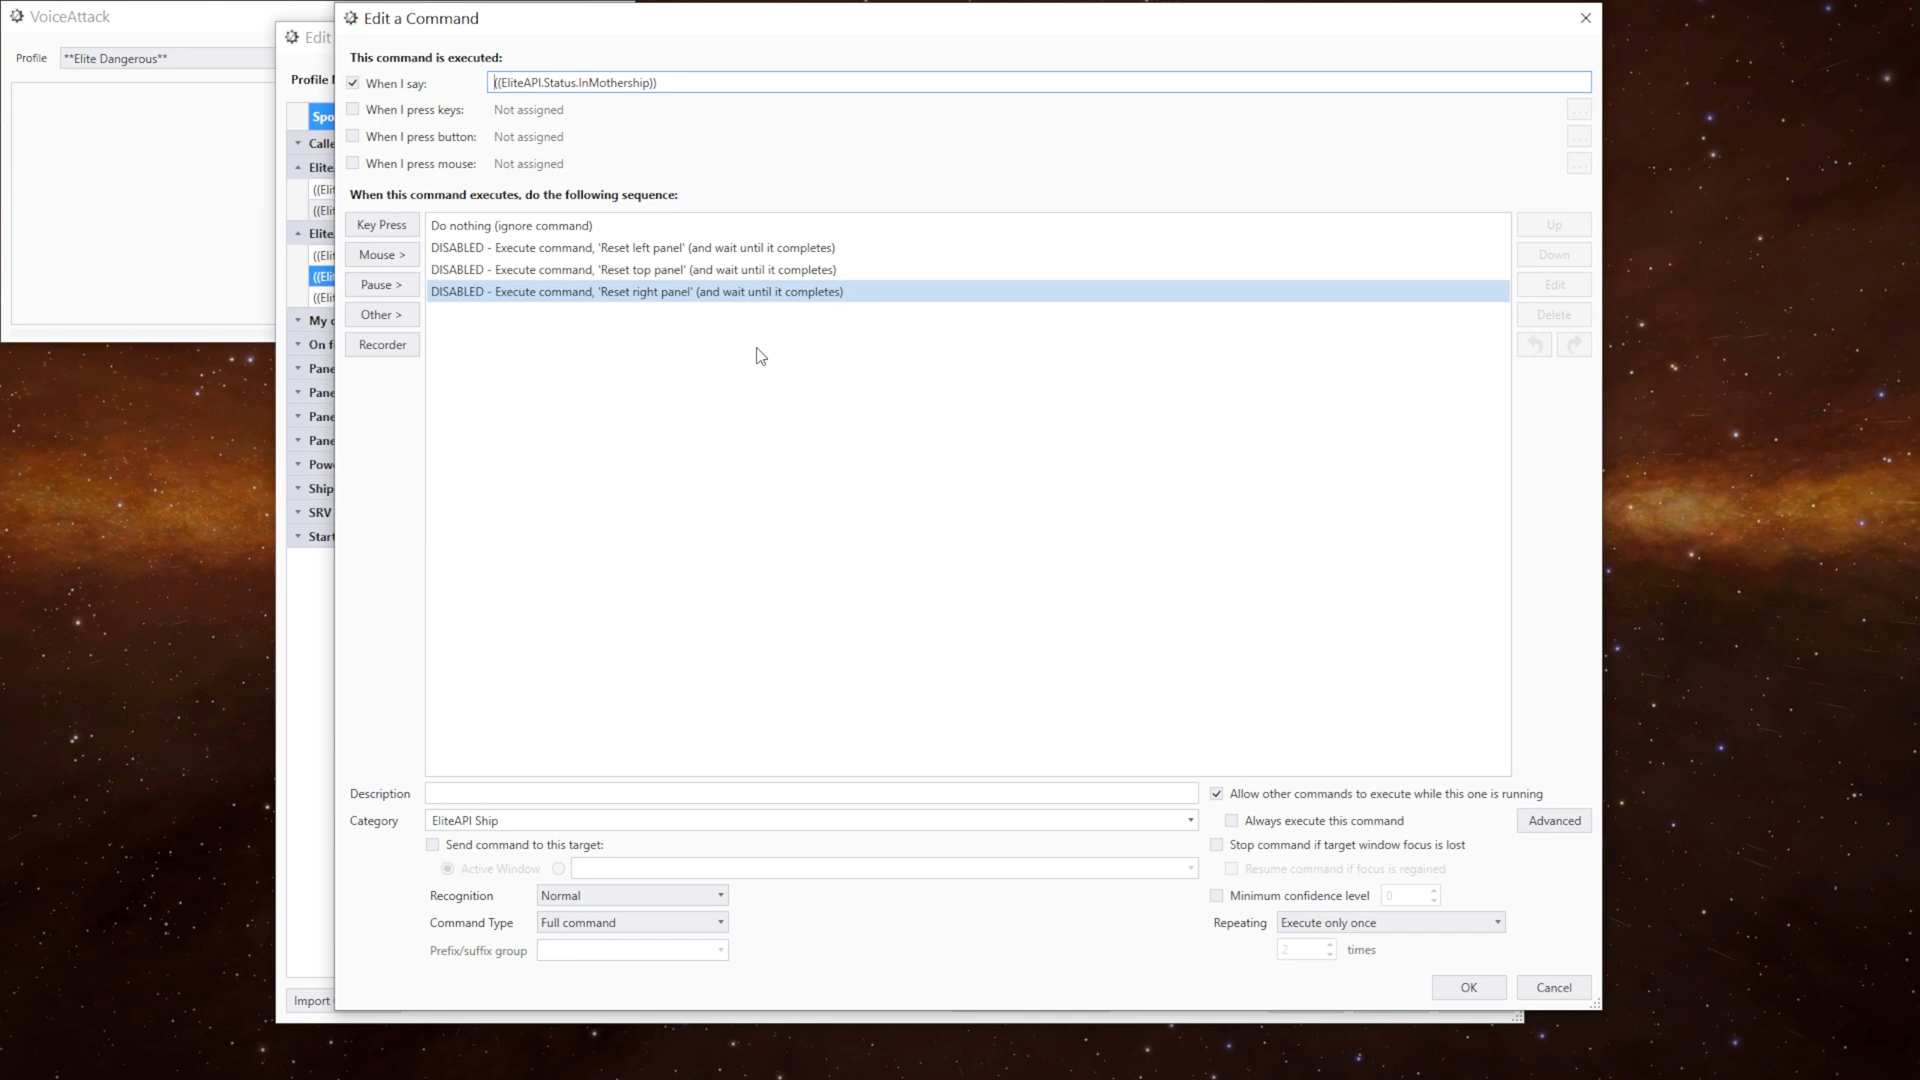 VoiceAttack
Profile
**Elite Dangerous**
Edit
Profile
Spo
Calle
Elite
((Elit
((Elit
Elite
((Elit
((Elit
((Elit
My
On f
Pane
Pane
Pane
Pane
Pow
Ship
SRV
Start
Import
Edit a Command
This command is executed:
When I say:
((EliteAPI.Status.InMothership))
When I press keys:
Not assigned
...
When I press button:
Not assigned
...
When I press mouse:
Not assigned
...
When this command executes, do the following sequence:
Key Press
Mouse >
Pause >
Other >
Recorder
Do nothing (ignore command)
DISABLED - Execute command, 'Reset left panel' (and wait until it completes)
DISABLED - Execute command, 'Reset top panel' (and wait until it completes)
DISABLED - Execute command, 'Reset right panel' (and wait until it completes)
Up
Down
Edit
Delete
Description
Category
EliteAPI Ship
Send command to this target:
Active Window
Recognition
Normal
Command Type
Full command
Prefix/suffix group
Allow other commands to execute while this one is running
Always execute this command
Advanced
Stop command if target window focus is lost
Resume command if focus is regained
Minimum confidence level
0
Repeating
Execute only once
2
times
OK
Cancel